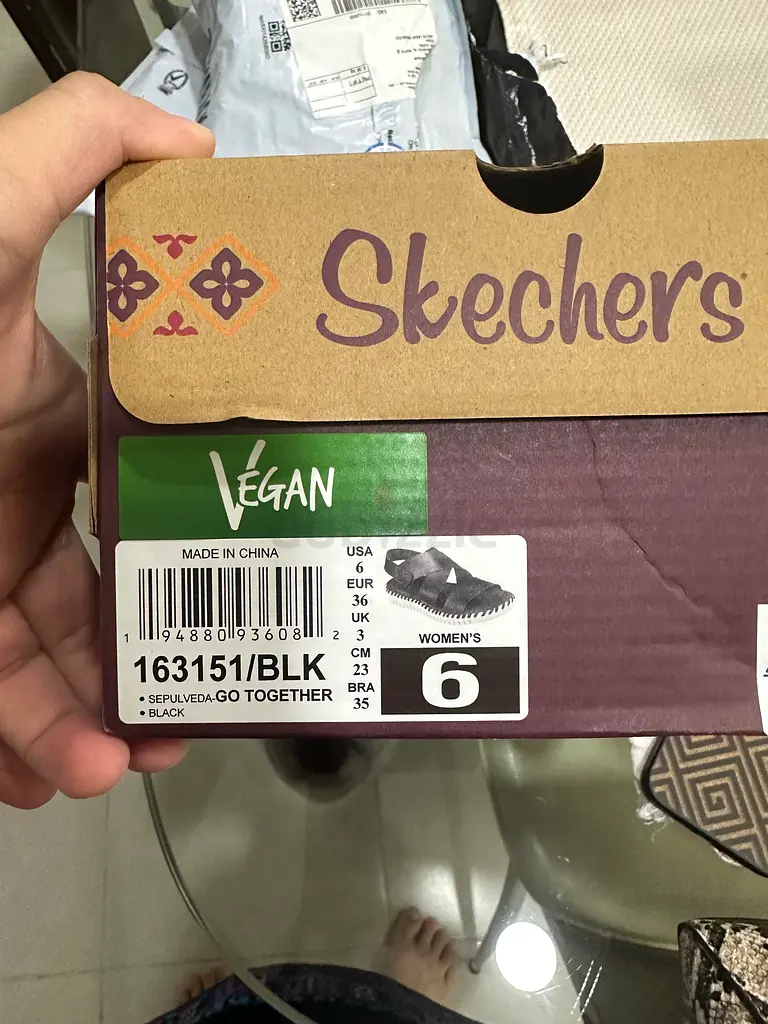 Skechers
VEGAN
MADE IN CHINA
1 94880 93608 2
163151/BLK
• SEPULVEDA-GO TOGETHER
• BLACK
USA
6
EUR
36
UK
3
CM
23
BRA
35
WOMEN'S
6